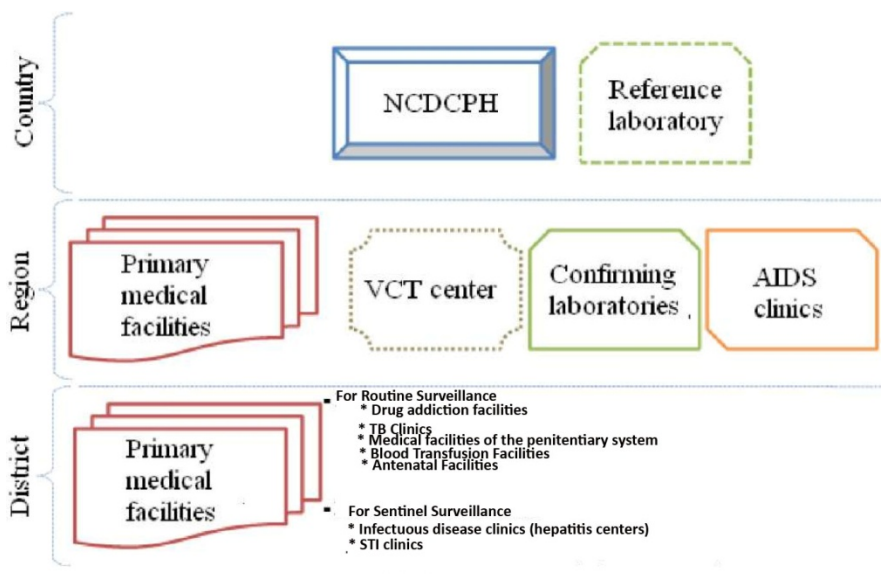 Country
NCDCPH
Reference
laboratory
Region
Primary
medical
facilities
VCT center
Confirming
laboratories
AIDS
clinics
District
Primary
medical
facilities
For Routine Surveillance
* Drug addiction facilities
* TB Clinics
* Medical facilities of the penitentiary system
* Blood Transfusion Facilities
* Antenatal Facilities
For Sentinel Surveillance
* Infectuous disease clinics (hepatitis centers)
* STI clinics